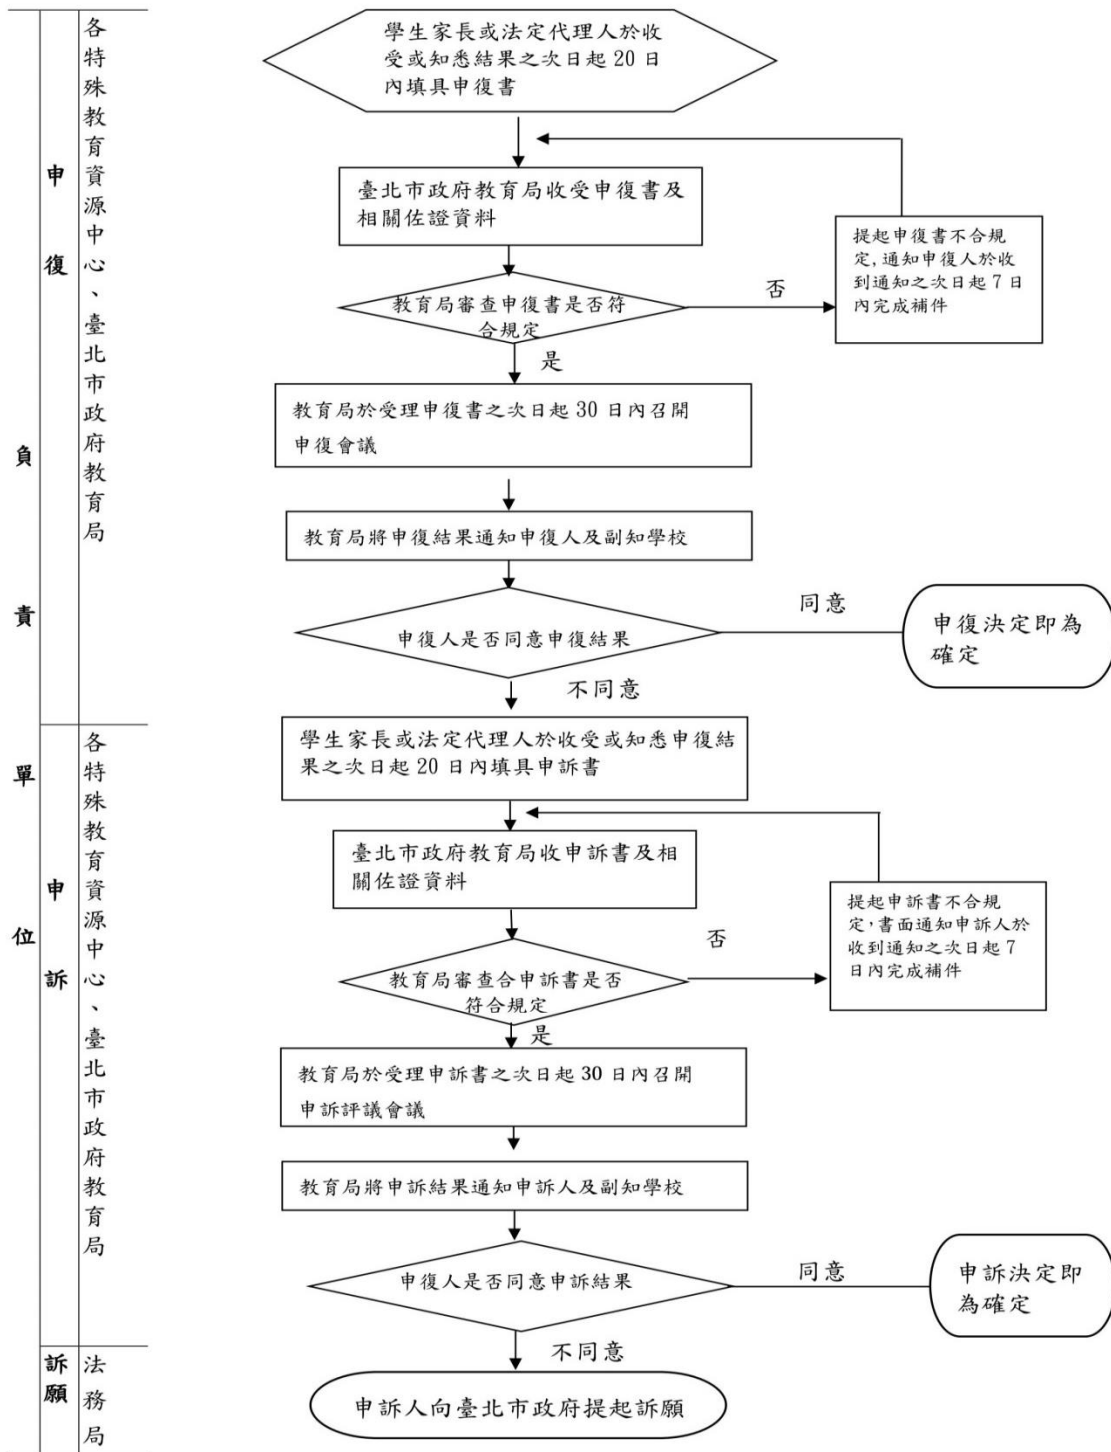 負責單位
申復
各特殊教育資源中心、臺北市政府教育局
學生家長或法定代理人於收
受或知悉結果之次日起 20 日
內填具申復書
臺北市政府教育局收受申復書及
相關佐證資料
提起申復書不合規
定,通知申復人於收
到通知之次日起 7 日
內完成補件
教育局審查申復書是否符
合規定
否
是
教育局於受理申復書之次日起 30 日內召開
申復會議
教育局將申復結果通知申復人及副知學校
申復人是否同意申復結果
同意
申復決定即為
確定
不同意
申訴
各特殊教育資源中心、臺北市政府教育局
學生家長或法定代理人於收受或知悉申復結
果之次日起 20 日內填具申訴書
臺北市政府教育局收申訴書及相
關佐證資料
提起申訴書不合規
定，書面通知申訴人於
收到通知之次日起 7
日內完成補件
教育局審查合申訴書是否
符合規定
否
是
教育局於受理申訴書之次日起 30 日內召開
申訴評議會議
教育局將申訴結果通知申訴人及副知學校
申復人是否同意申訴結果
同意
申訴決定即
為確定
不同意
訴願
法務局
申訴人向臺北市政府提起訴願